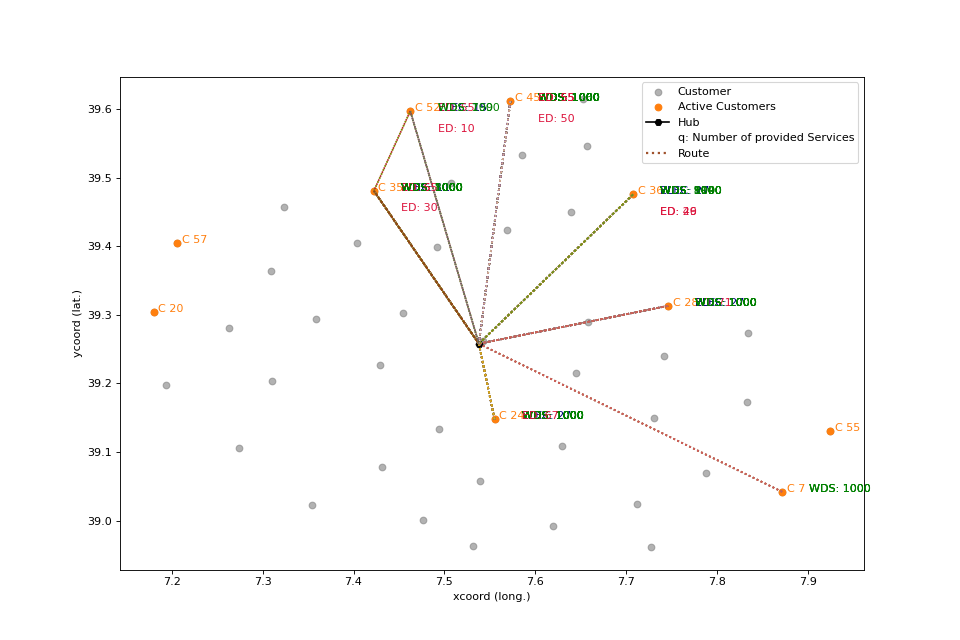 Customer
Active Customers
Hub
q: Number of provided Services
Route
39.6
39.5
39.4
39.3
39.2
39.1
39.0
ycoord (lat.)
C 52
ED: 10
C 45
ED: 50
C 35
ED: 30
C 36
ED:
C 57
C 20
C 28
C 24
C 55
C 7 WDS: 1000
7.2 7.3 7.4 7.5 7.6 7.7 7.8 7.9
xcoord (long.)